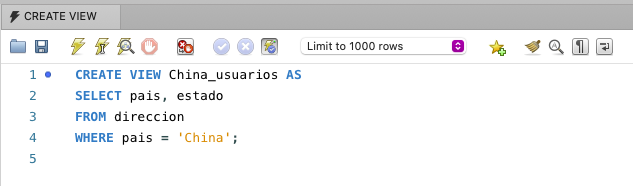 CREATE VIEW
Limit to 1000 rows
1 CREATE VIEW China_usuarios AS
2 SELECT pais, estado
3 FROM direccion
4 WHERE pais = 'China';
5